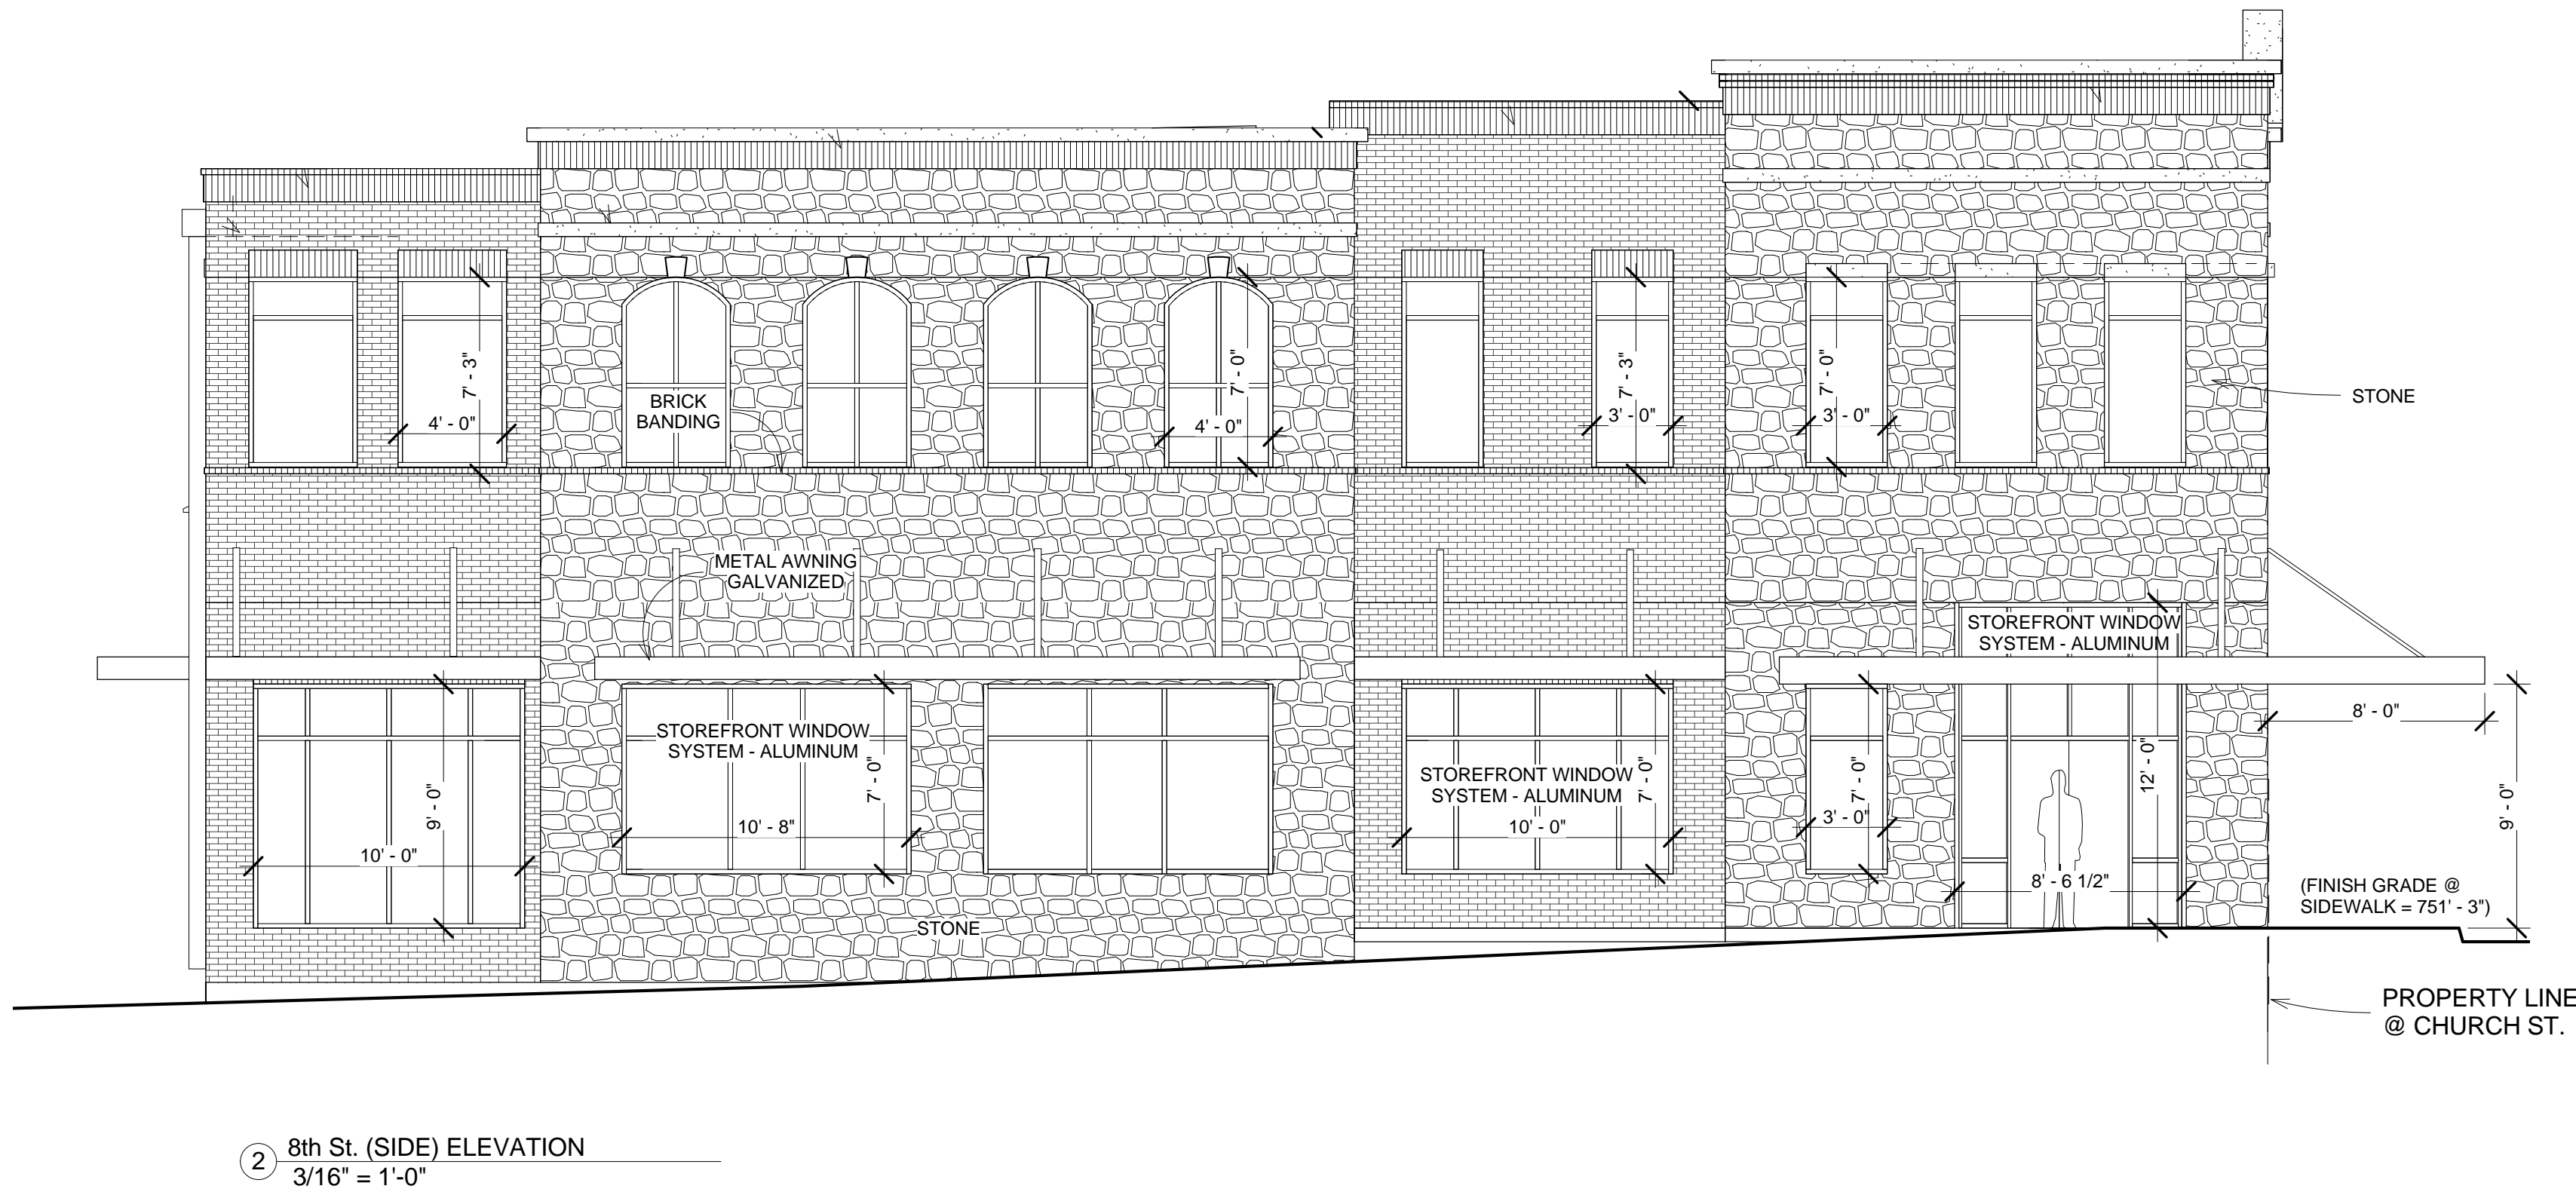 7' - 3"
4' - 0"
BRICK
BANDING
7' - 0"
4' - 0"
7' - 3"
3' - 0"
7' - 0"
3' - 0"
STONE
METAL AWNING
GALVANIZED
STOREFRONT WINDOW
SYSTEM - ALUMINUM
9' - 0"
10' - 0"
STOREFRONT WINDOW
SYSTEM - ALUMINUM
7' - 0"
10' - 8"
STOREFRONT WINDOW
SYSTEM - ALUMINUM
7' - 0"
10' - 0"
7' - 0"
3' - 0"
12' - 0"
8' - 6 1/2"
8' - 0"
9' - 0"
(FINISH GRADE @
SIDEWALK = 751' - 3")
STONE
PROPERTY LINE
@ CHURCH ST.
2
8th St. (SIDE) ELEVATION
3/16" = 1'-0"